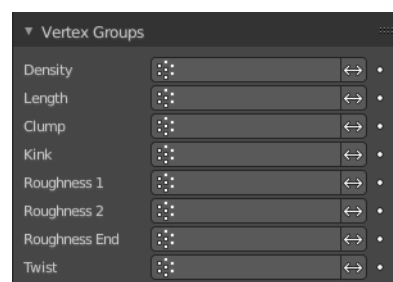 Vertex Groups
Density
Length
Clump
Kink
Roughness 1
Roughness 2
Roughness End
Twist